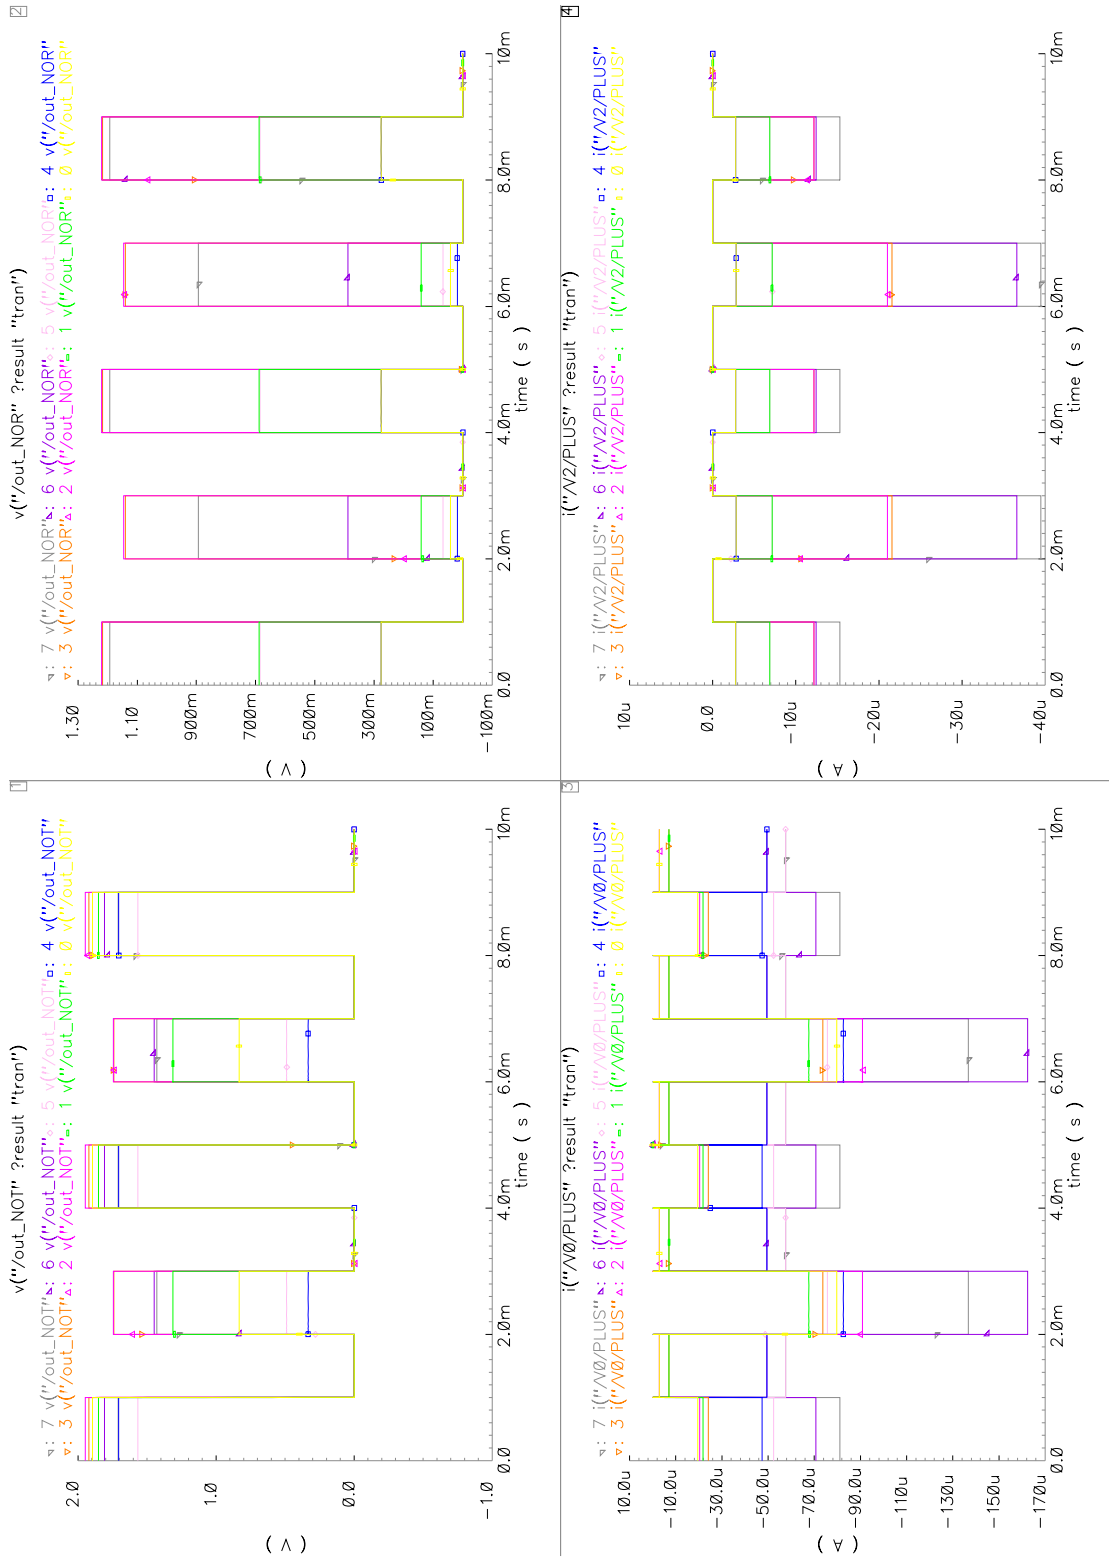 1
v("/out_NOT" ?result "tran")
: 7 v("/out_NOT" : 6 v("/out_NOT" : 5 v("/out_NOT" : 4 v("/out_NOT"
: 3 v("/out_NOT" : 2 v("/out_NOT" : 1 v("/out_NOT" : 0 v("/out_NOT"
2.0
1.0
0.0
-1.0
( V )
0.0 2.0m 4.0m 6.0m 8.0m 10m
time ( s )
2
v("/out_NOR" ?result "tran")
: 7 v("/out_NOR" : 6 v("/out_NOR" : 5 v("/out_NOR" : 4 v("/out_NOR"
: 3 v("/out_NOR" : 2 v("/out_NOR" : 1 v("/out_NOR" : 0 v("/out_NOR"
1.30
1.10
900m
700m
500m
300m
100m
-100m
( V )
0.0 2.0m 4.0m 6.0m 8.0m 10m
time ( s )
3
i("/V0/PLUS" ?result "tran")
: 7 i("/V0/PLUS" : 6 i("/V0/PLUS" : 5 i("/V0/PLUS" : 4 i("/V0/PLUS"
: 3 i("/V0/PLUS" : 2 i("/V0/PLUS" : 1 i("/V0/PLUS" : 0 i("/V0/PLUS"
10.0u
-10.0u
-30.0u
-50.0u
-70.0u
-90.0u
-110u
-130u
-150u
-170u
( A )
0.0 2.0m 4.0m 6.0m 8.0m 10m
time ( s )
4
i("/V2/PLUS" ?result "tran")
: 7 i("/V2/PLUS" : 6 i("/V2/PLUS" : 5 i("/V2/PLUS" : 4 i("/V2/PLUS"
: 3 i("/V2/PLUS" : 2 i("/V2/PLUS" : 1 i("/V2/PLUS" : 0 i("/V2/PLUS"
10u
0.0
-10u
-20u
-30u
-40u
( A )
0.0 2.0m 4.0m 6.0m 8.0m 10m
time ( s )